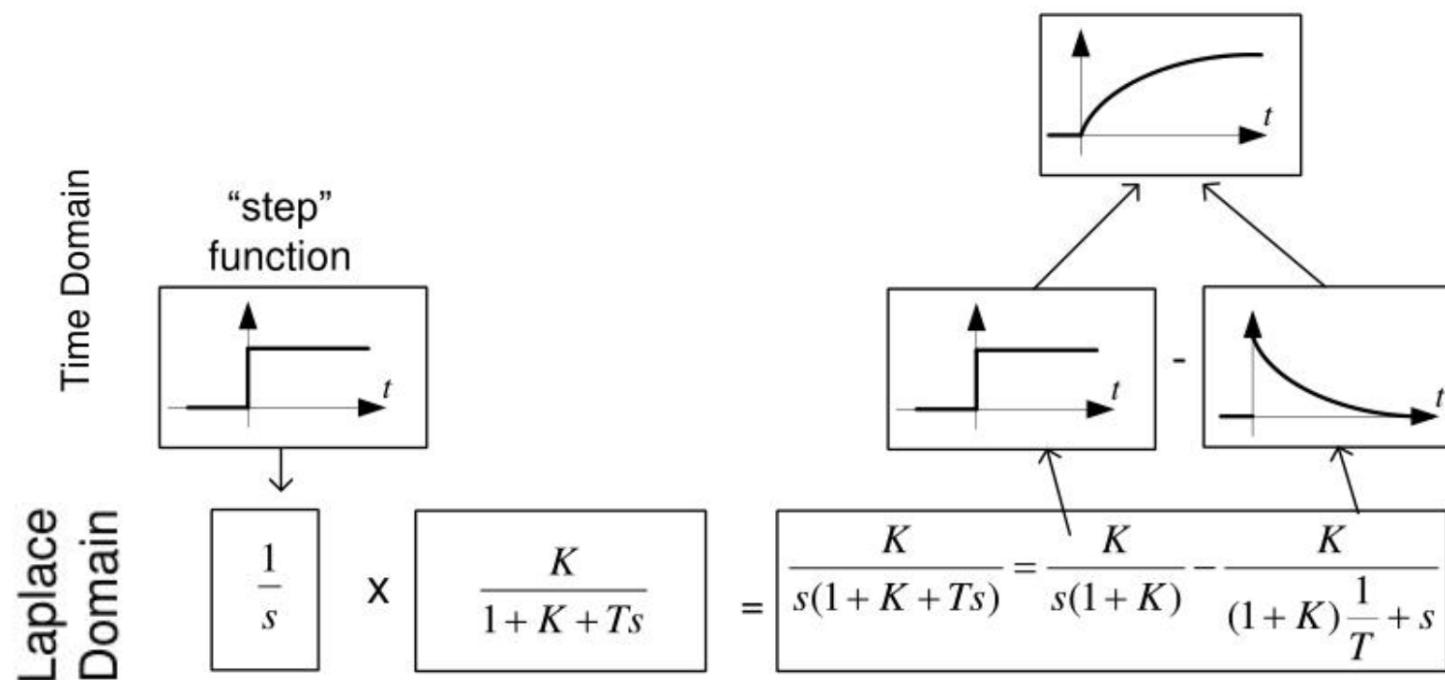 Time Domain
“step”
function
t
t
-
t
t
Laplace
Domain
1/s
x
K/(1+K+Ts)
=
K/(s(1+K+Ts)) = K/(s(1+K)) − K/((1+K)1/T+s)